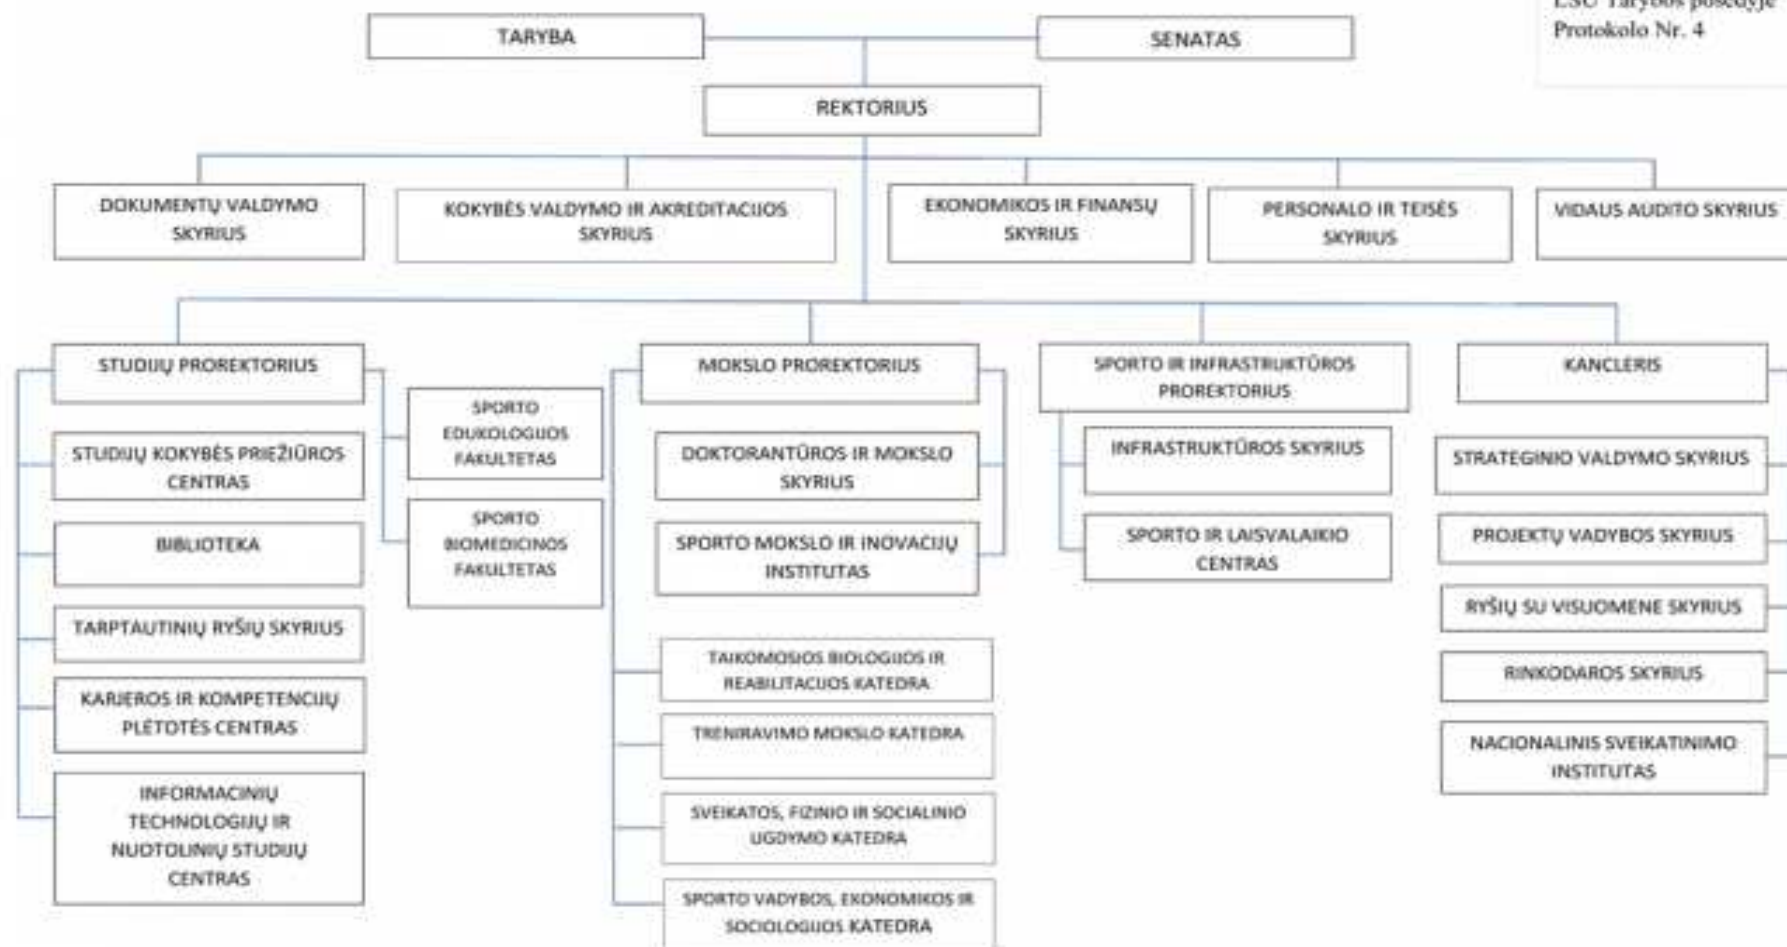 LSU Tarybos posėdyje
Protokolo Nr. 4
TARYBA
SENATAS
REKTORIUS
DOKUMENTŲ VALDYMO
SKYRIUS
KOKYBĖS VALDYMO IR AKREDITACIJOS
SKYRIUS
EKONOMIKOS IR FINANSŲ
SKYRIUS
PERSONALO IR TEISĖS
SKYRIUS
VIDAUS AUDITO SKYRIUS
STUDIJŲ PROREKTORIUS
STUDIJŲ KOKYBĖS PRIEŽIŪROS
CENTRAS
BIBLIOTEKA
TARPTAUTINIŲ RYŠIŲ SKYRIUS
KARJEROS IR KOMPETENCIJŲ
PLĖTOTĖS CENTRAS
INFORMACINIŲ
TECHNOLOGIJŲ IR
NUOTOLINIŲ STUDIJŲ
CENTRAS
SPORTO
EDUKOLOGIJOS
FAKULTETAS
SPORTO
BIOMEDICINOS
FAKULTETAS
MOKSLO PROREKTORIUS
DOKTORANTŪROS IR MOKSLO
SKYRIUS
SPORTO MOKSLO IR INOVACIJŲ
INSTITUTAS
TAIKOMOSIOS BIOLOGIJOS IR
REABILITACIJOS KATEDRA
TRENIRAVIMO MOKSLO KATEDRA
SVEIKATOS, FIZINIO IR SOCIALINIO
UGDYMO KATEDRA
SPORTO VADYBOS, EKONOMIKOS IR
SOCIOLOGIJOS KATEDRA
SPORTO IR INFRASTRUKTŪROS
PROREKTORIUS
INFRASTRUKTŪROS SKYRIUS
SPORTO IR LAISVALAIKIO
CENTRAS
KANCLERIS
STRATEGINIO VALDYMO SKYRIUS
PROJEKTŲ VADYBOS SKYRIUS
RYŠIŲ SU VISUOMENE SKYRIUS
RINKODAROS SKYRIUS
NACIONALINIS SVEIKATINIMO
INSTITUTAS